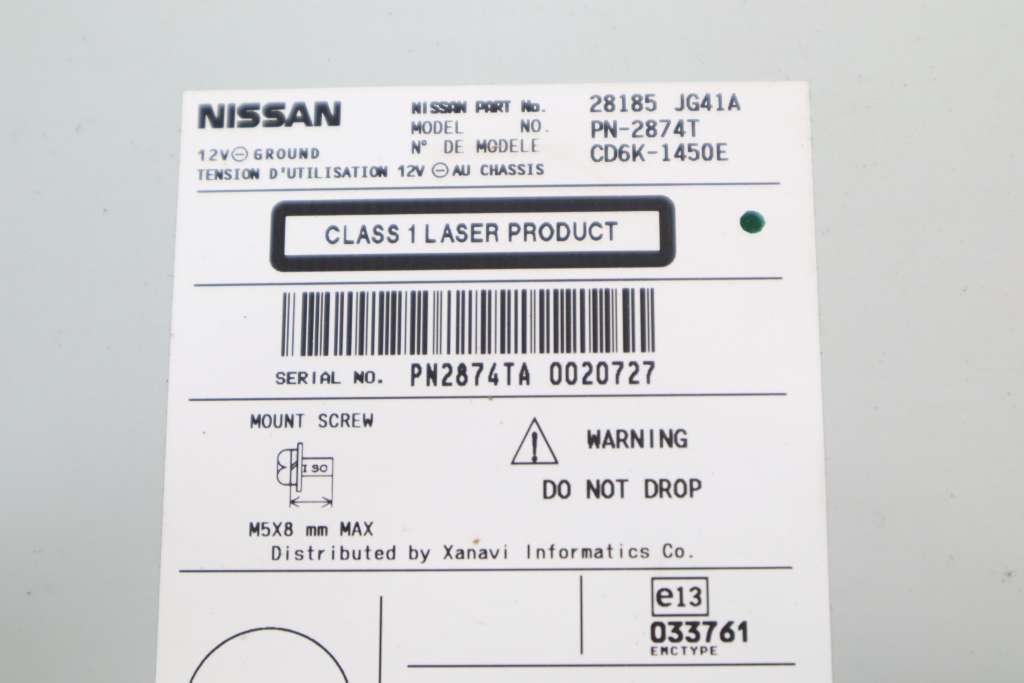 NISSAN
NISSAN PART No. 28185 JG41A
MODEL NO. PN-2874T
N° DE MODELE CD6K-1450E
12V⊖GROUND
TENSION D'UTILISATION 12V ⊖ AU CHASSIS
CLASS 1 LASER PRODUCT
SERIAL NO. PN2874TA 0020727
MOUNT SCREW
ISO
M5X8 mm MAX
WARNING
DO NOT DROP
Distributed by Xanavi Informatics Co.
e13
033761
EMCTYPE